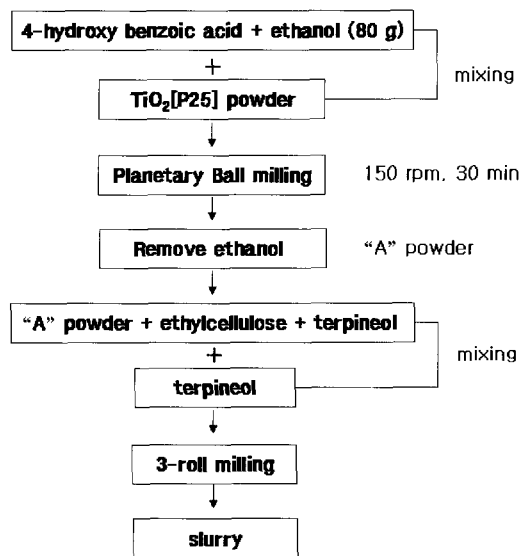 4-hydroxy benzoic acid + ethanol (80 g)
+
mixing
TiO₂[P25] powder
Planetary Ball milling 150 rpm, 30 min
Remove ethanol "A" powder
"A" powder + ethylcellulose + terpineol
+
mixing
terpineol
3-roll milling
slurry